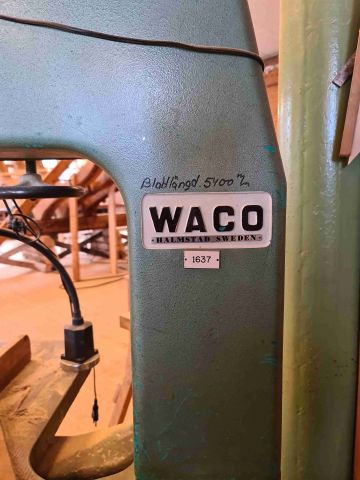 Bladlängd. 5400 m/m
WACO
·HALMSTAD SWEDEN·
1637